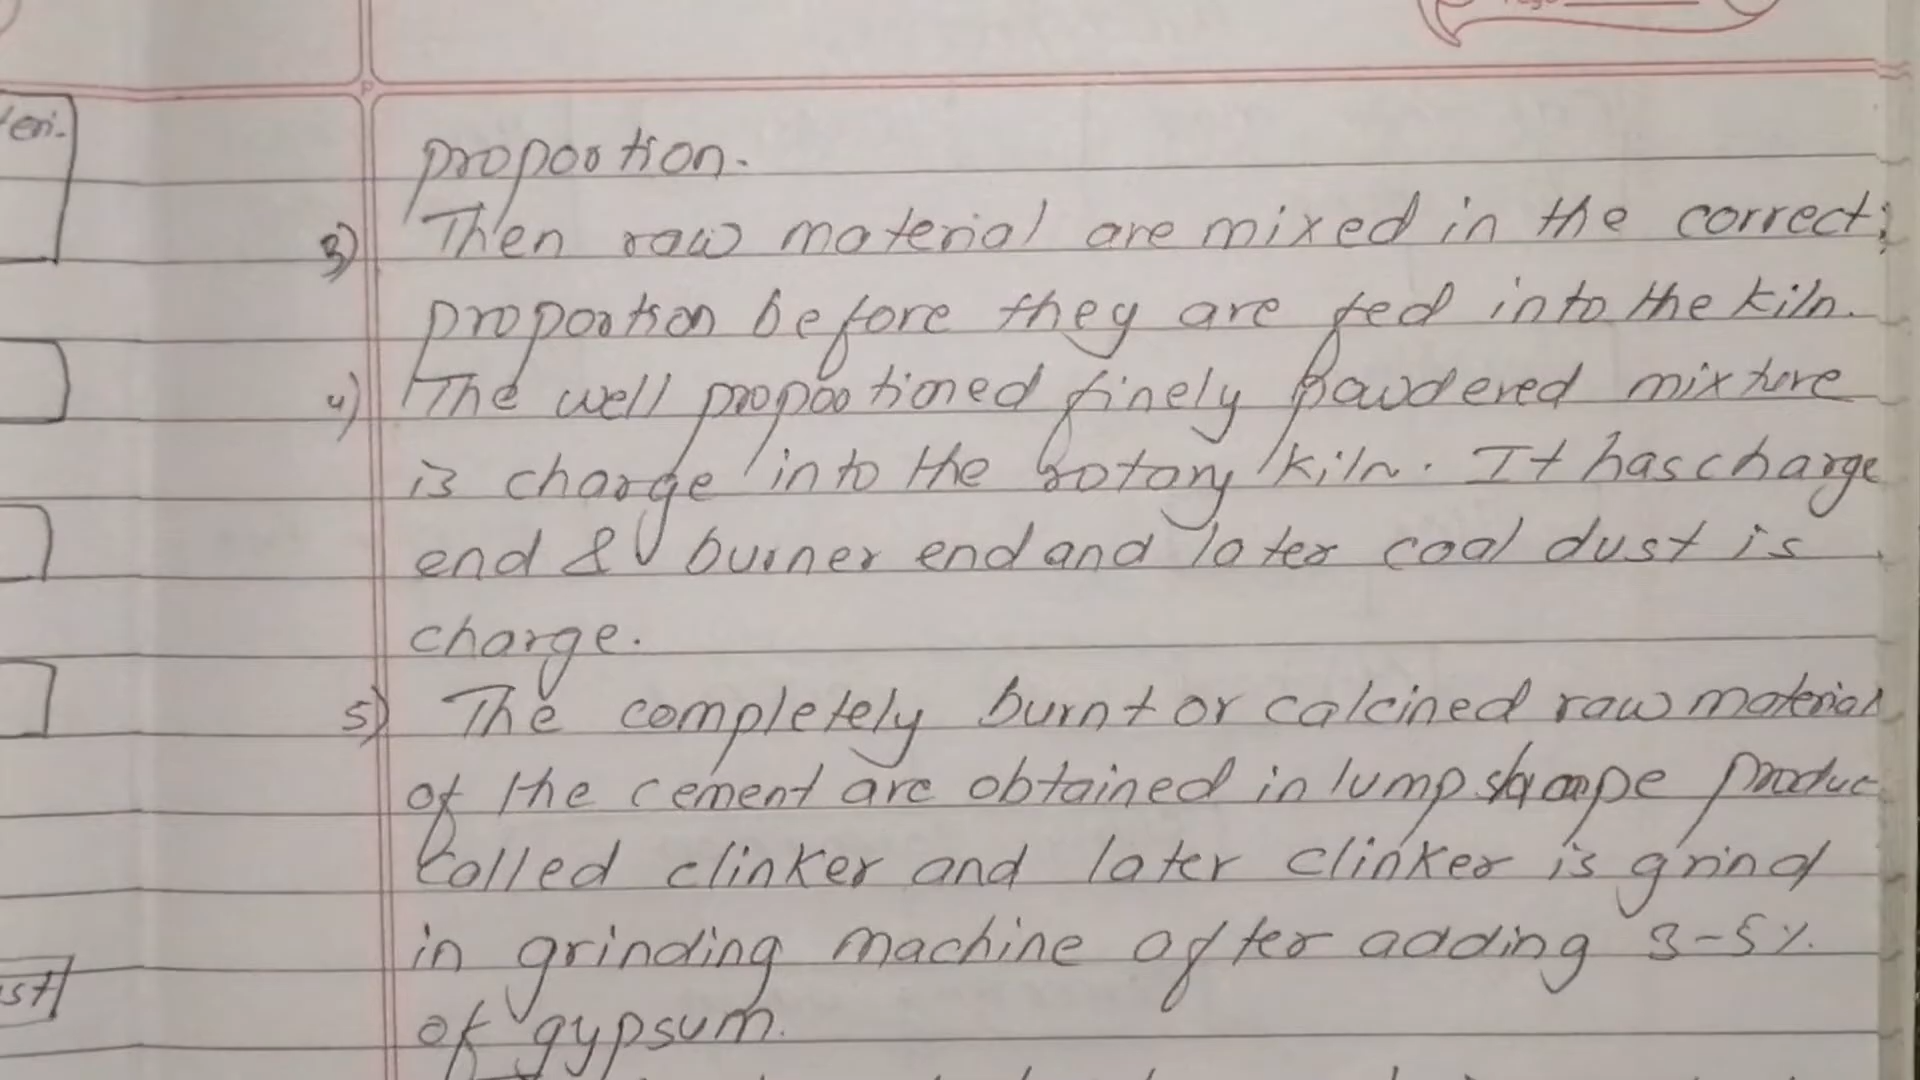 proportion.
3) Then raw material are mixed in the correct
proportion before they are fed into the kiln.
4) The well proportioned finely powdered mixture
is charge into the rotary kiln. It has charge
end & burner end and later coal dust is
charge.
5) The completely burnt or calcined raw material
of the cement are obtained in lump shape produc
called clinker and later clinker is grind
in grinding machine after adding 3-5%
of gypsum.